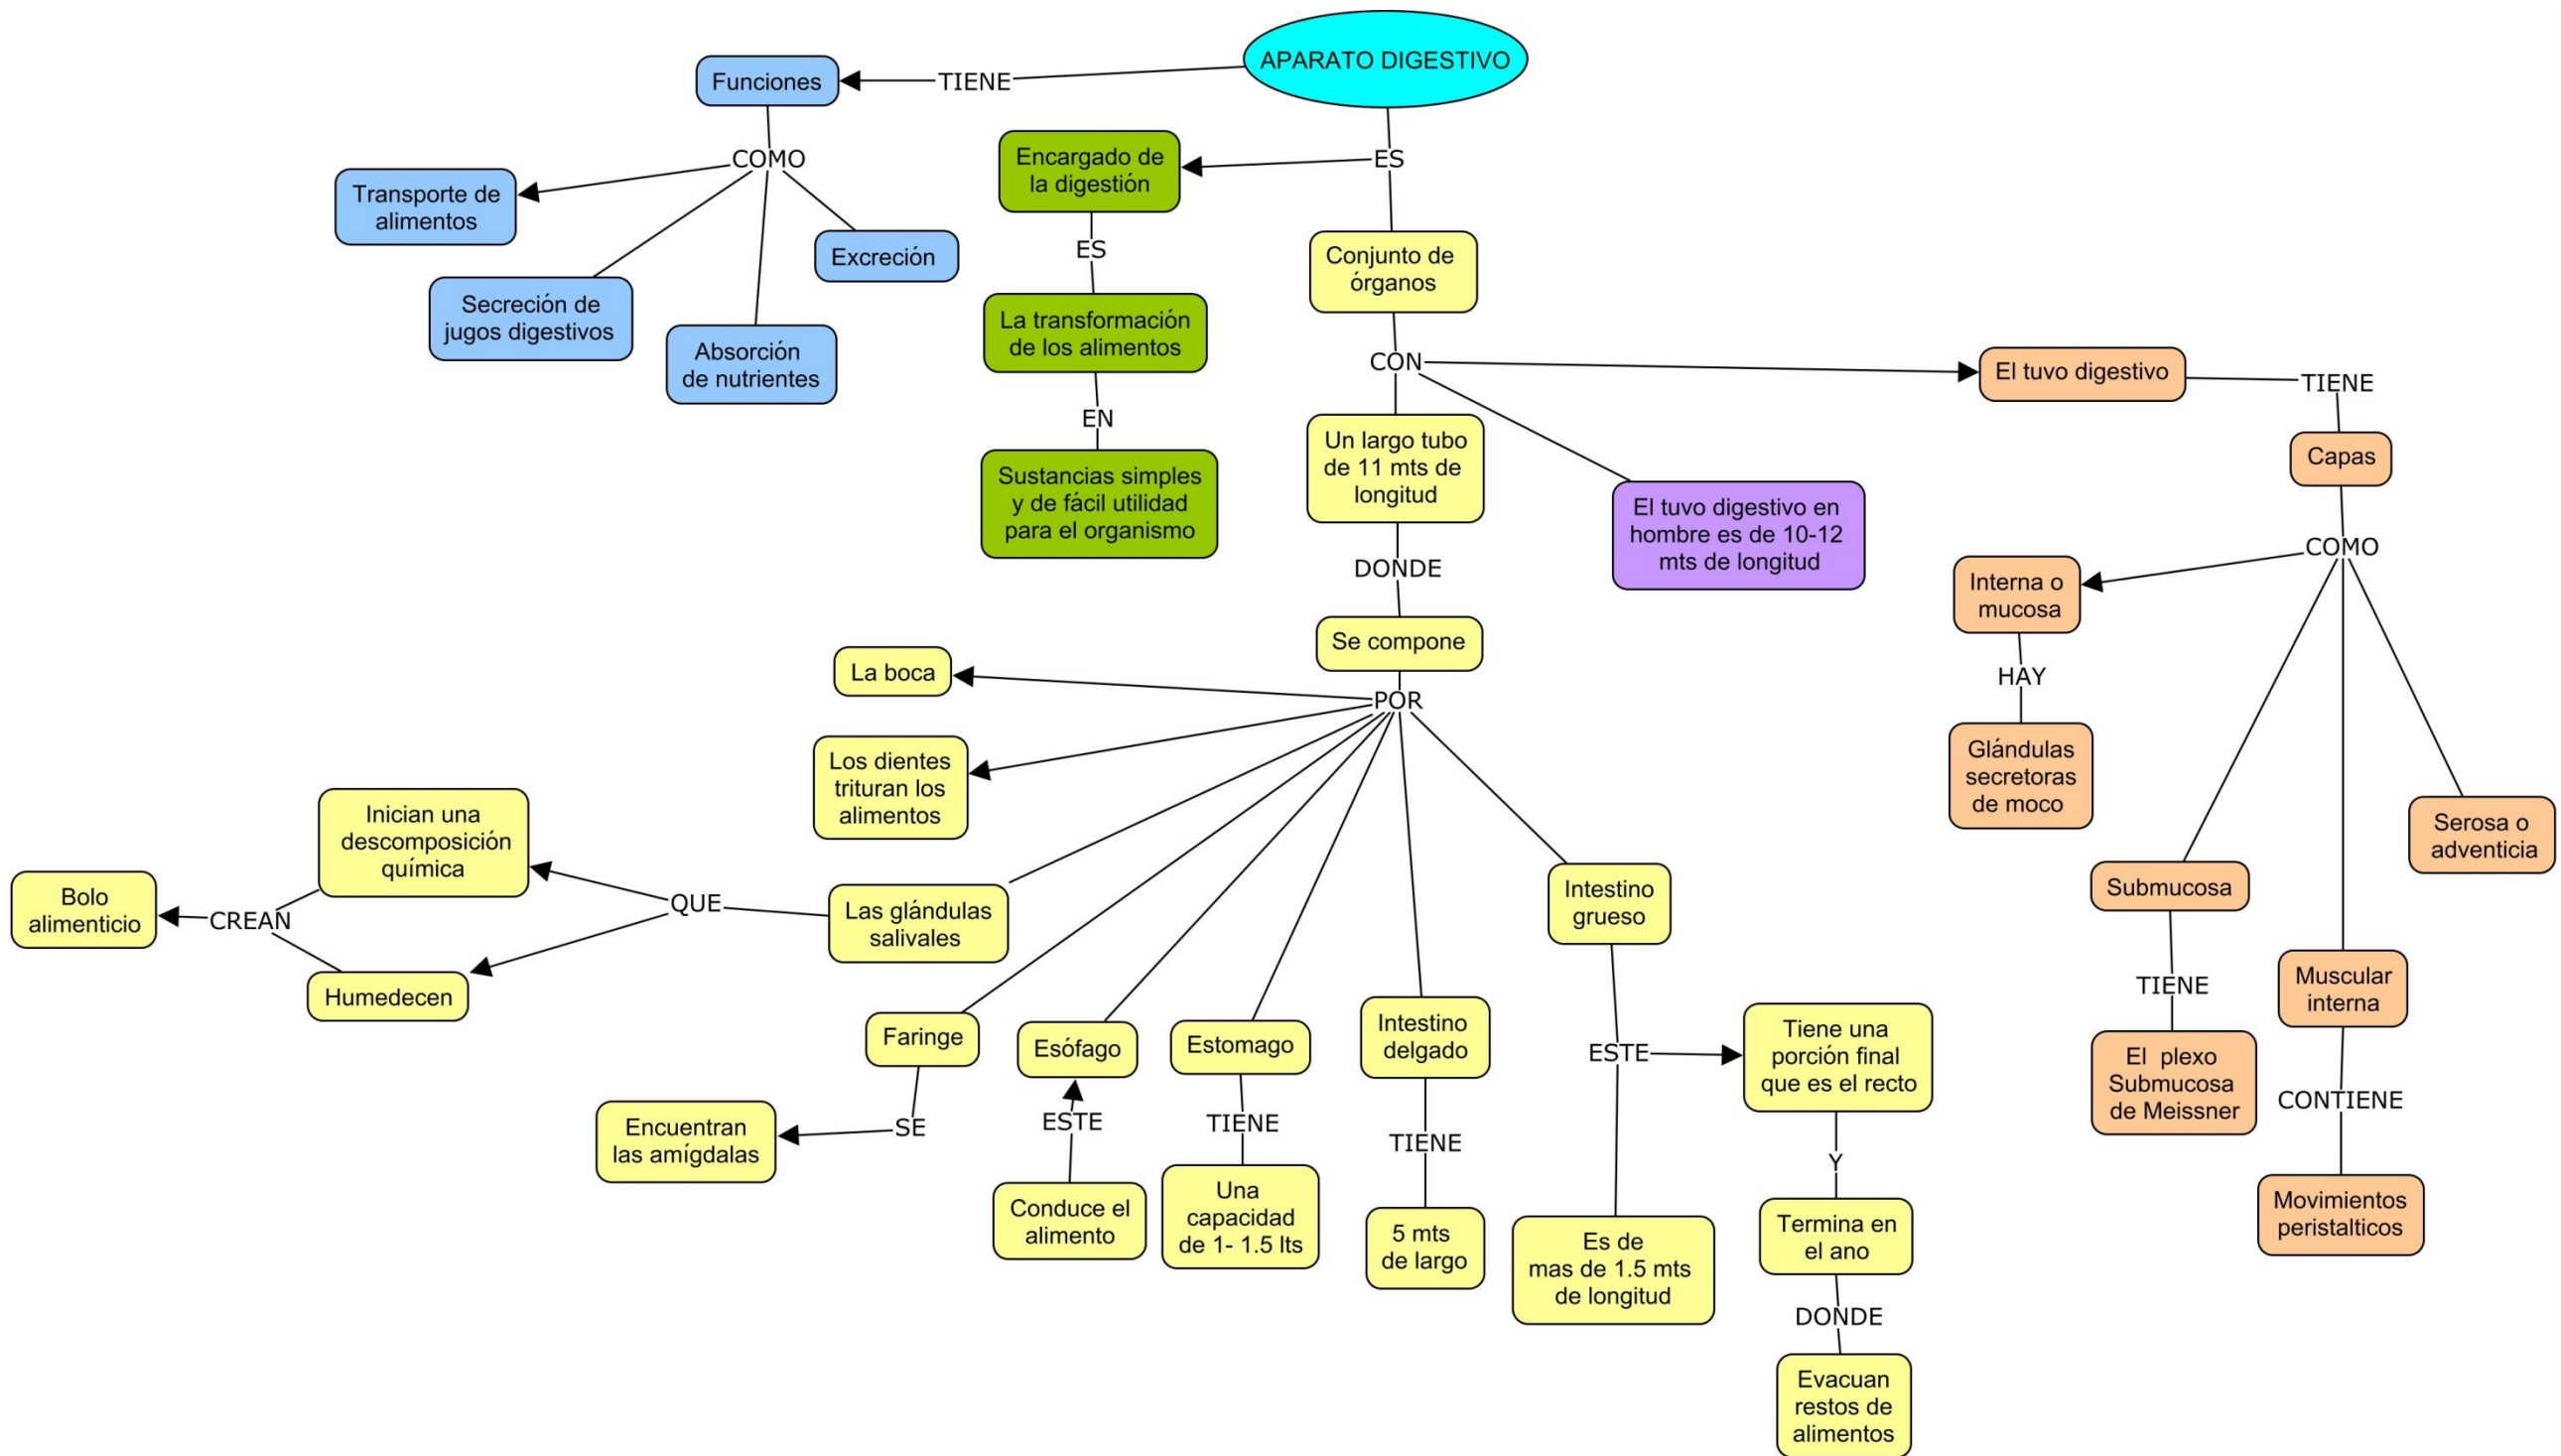 APARATO DIGESTIVO
TIENE
Funciones
COMO
Transporte de
alimentos
Secreción de
jugos digestivos
Absorción
de nutrientes
Excreción
ES
Encargado de
la digestión
ES
La transformación
de los alimentos
EN
Sustancias simples
y de fácil utilidad
para el organismo
Conjunto de
órganos
CON
Un largo tubo
de 11 mts de
longitud
El tuvo digestivo en
hombre es de 10-12
mts de longitud
El tuvo digestivo
TIENE
Capas
COMO
Interna o
mucosa
HAY
Glándulas
secretoras
de moco
Submucosa
TIENE
El plexo
Submucosa
de Meissner
Muscular
interna
CONTIENE
Movimientos
peristalticos
Serosa o
adventicia
DONDE
Se compone
POR
La boca
Los dientes
trituran los
alimentos
Las glándulas
salivales
QUE
Inician una
descomposición
química
Humedecen
CREAN
Bolo
alimenticio
Faringe
SE
Encuentran
las amígdalas
Esófago
ESTE
Conduce el
alimento
Estomago
TIENE
Una
capacidad
de 1- 1.5 lts
Intestino
delgado
TIENE
5 mts
de largo
Intestino
grueso
ESTE
Es de
mas de 1.5 mts
de longitud
Tiene una
porción final
que es el recto
Y
Termina en
el ano
DONDE
Evacuan
restos de
alimentos